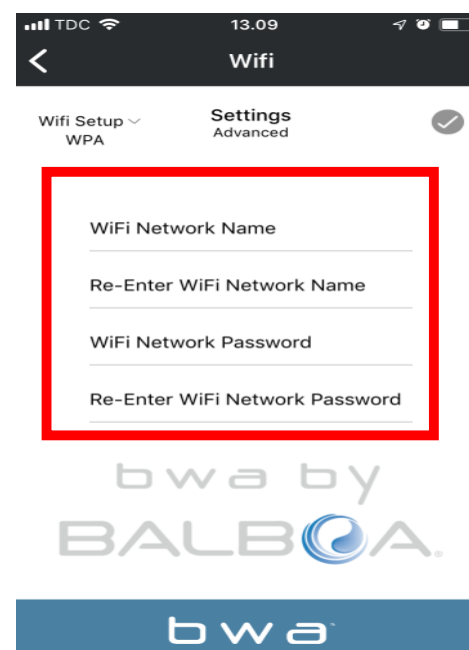 TDC 13.09
Wifi
Wifi Setup Settings
WPA Advanced
WiFi Network Name
Re-Enter WiFi Network Name
WiFi Network Password
Re-Enter WiFi Network Password
bwa by
BALBOA
bwa